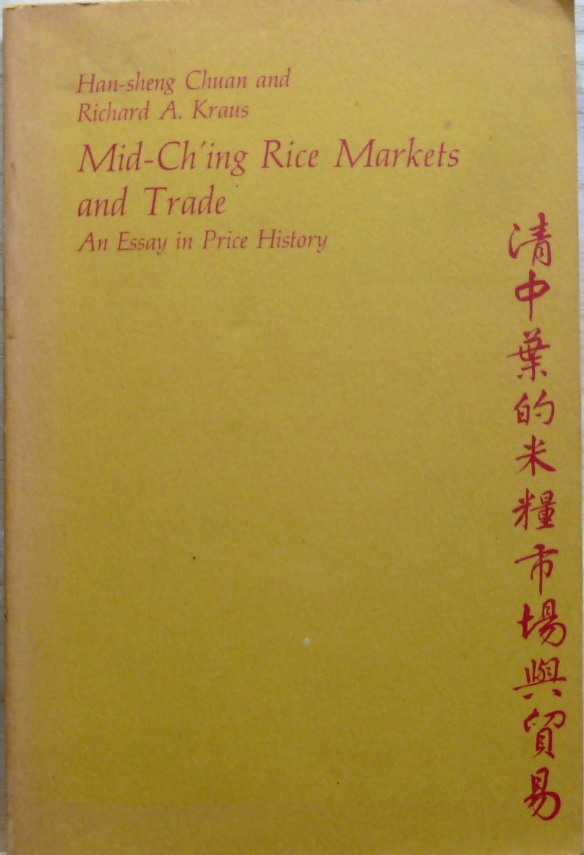 Han-sheng Chuan and
Richard A. Kraus
Mid-Ch'ing Rice Markets
and Trade
An Essay in Price History
清中葉的米糧市場與貿易